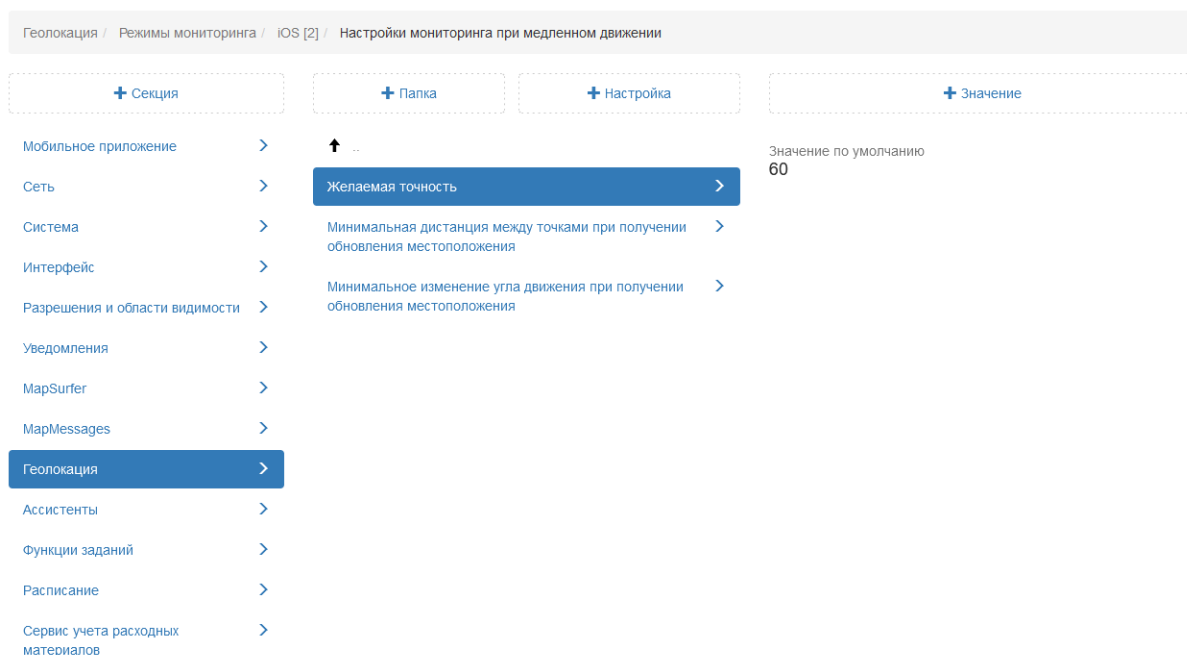 Геолокация / Режимы мониторинга / iOS [2] / Настройки мониторинга при медленном движении
+ Секция
+ Папка
+ Настройка
+ Значение
Мобильное приложение
Сеть
Система
Интерфейс
Разрешения и области видимости
Уведомления
MapSurfer
MapMessages
Геолокация
Ассистенты
Функции заданий
Расписание
Сервис учета расходных
материалов
..
Желаемая точность
Минимальная дистанция между точками при получении
обновления местоположения
Минимальное изменение угла движения при получении
обновления местоположения
Значение по умолчанию
60